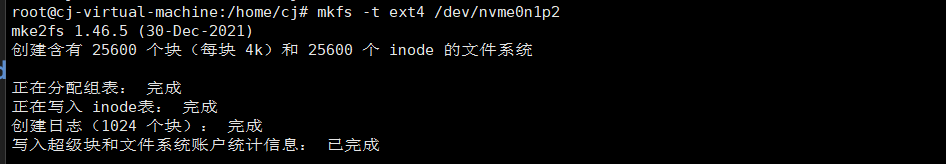 root@cj-virtual-machine:/home/cj# mkfs -t ext4 /dev/nvme0n1p2
mke2fs 1.46.5 (30-Dec-2021)
创建含有 25600 个块（每块 4k）和 25600 个 inode 的文件系统
正在分配组表： 完成
正在写入 inode表： 完成
创建日志（1024 个块）： 完成
写入超级块和文件系统账户统计信息： 已完成